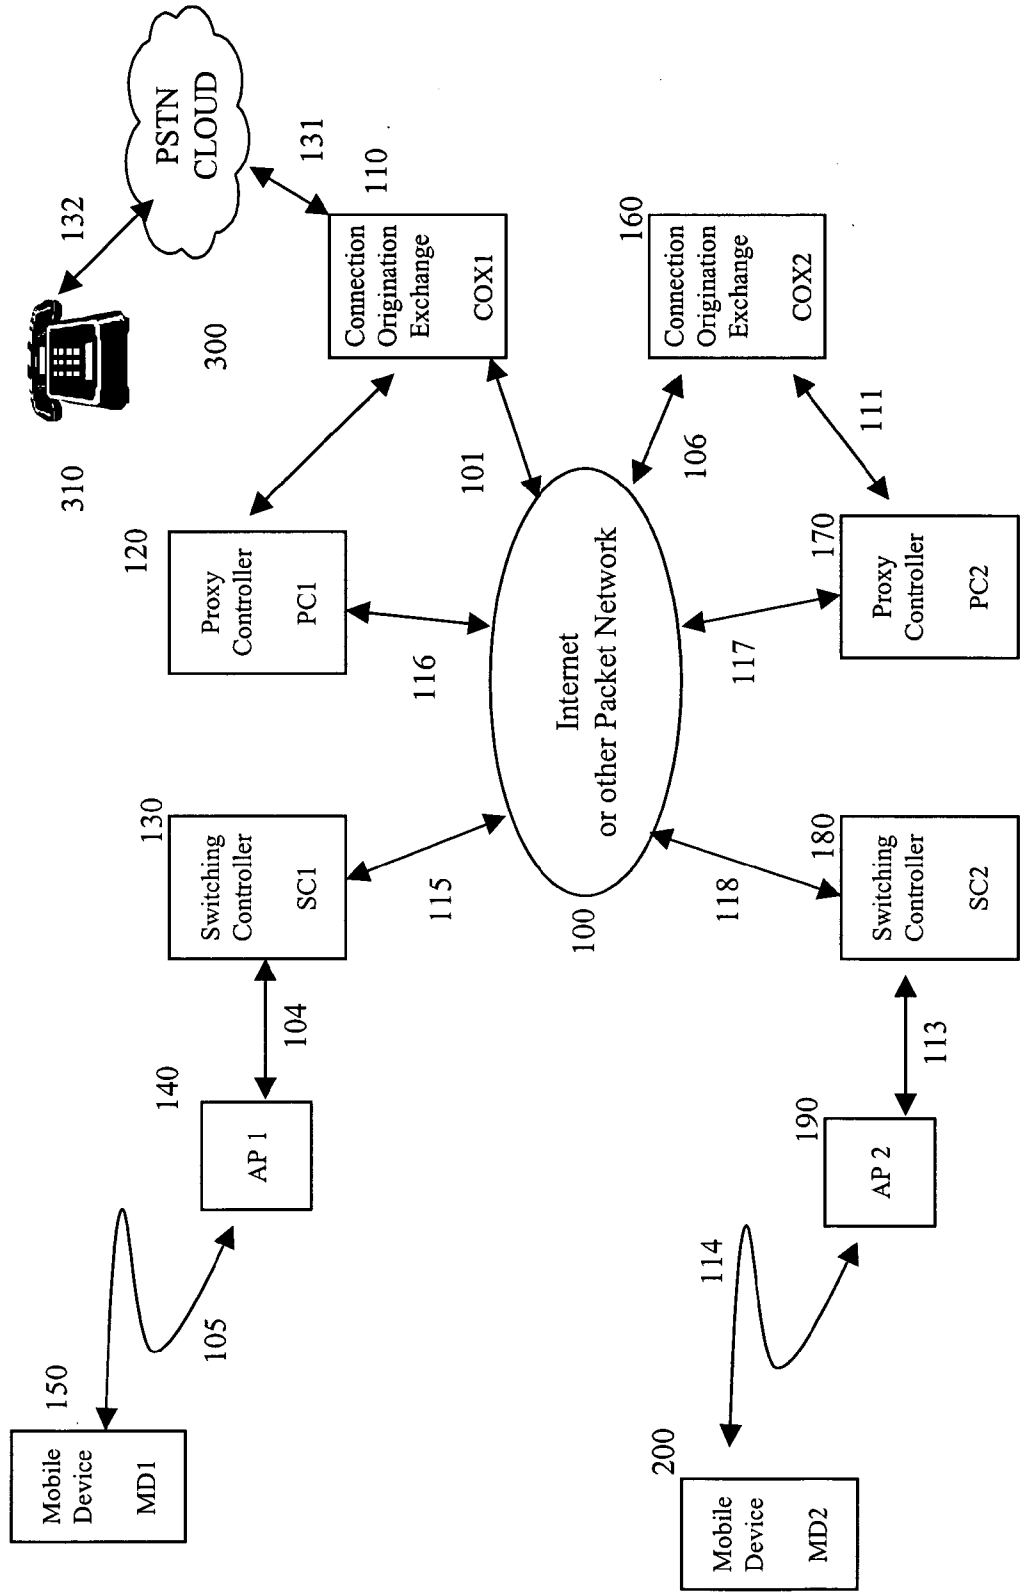 150
Mobile
Device
MD1
105
140
AP 1
104
130
Switching
Controller
SC1
115
120
Proxy
Controller
PC1
116
310
300
132
PSTN
CLOUD
131
110
Connection
Origination
Exchange
COX1
101
100
Internet
or other Packet Network
200
Mobile
Device
MD2
114
190
AP 2
113
180
Switching
Controller
SC2
118
170
Proxy
Controller
PC2
117
111
106
160
Connection
Origination
Exchange
COX2